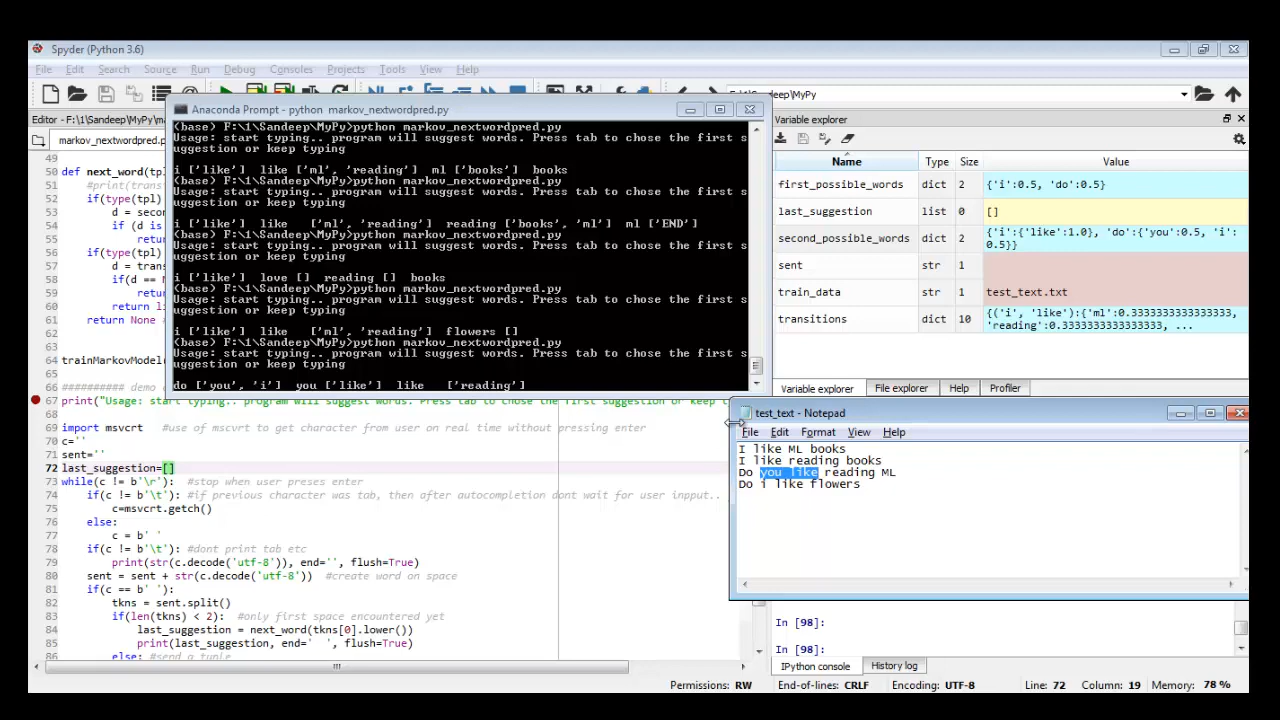 Spyder (Python 3.6)
File Edit Search Source Run Debug Consoles Projects Tools View Help
deep\MyPy
Editor - F:\1\Sandeep\MyPy\m
markov_nextwordpred.p
49
50 def next_word(tpl
51 #print(trans
52 if(type(tpl)
53 d = secon
54 if (d is
55 retur
56 if(type(tpl)
57 d = trans
58 if(d == N
59 retur
60 return li
61 return None #
62
63
64 trainMarkovModel(
65
66 ########## demo c
67 print("Usage: start typing.. program will suggest words. Press tab to chose the first suggestion or keep t
68
69 import msvcrt #use of mscvrt to get character from user on real time without pressing enter
70 c=''
71 sent=''
72 last_suggestion=[]
73 while(c != b'\r'): #stop when user preses enter
74 if(c != b'\t'): #if previous character was tab, then after autocompletion dont wait for user inpput..
75 c=msvcrt.getch()
76 else:
77 c = b' '
78 if(c != b'\t'): #dont print tab etc
79 print(str(c.decode('utf-8')), end='', flush=True)
80 sent = sent + str(c.decode('utf-8')) #create word on space
81 if(c == b' '):
82 tkns = sent.split()
83 if(len(tkns) < 2): #only first space encountered yet
84 last_suggestion = next_word(tkns[0].lower())
85 print(last_suggestion, end=' ', flush=True)
86 else: #send a tuple
Anaconda Prompt - python markov_nextwordpred.py
(base) F:\1\Sandeep\MyPy>python markov_nextwordpred.py
Usage: start typing.. program will suggest words. Press tab to chose the first s
uggestion or keep typing
i ['like'] like ['ml', 'reading'] ml ['books'] books
(base) F:\1\Sandeep\MyPy>python markov_nextwordpred.py
Usage: start typing.. program will suggest words. Press tab to chose the first s
uggestion or keep typing
i ['like'] like ['ml', 'reading'] reading ['books', 'ml'] ml ['END']
(base) F:\1\Sandeep\MyPy>python markov_nextwordpred.py
Usage: start typing.. program will suggest words. Press tab to chose the first s
uggestion or keep typing
i ['like'] love [] reading [] books
(base) F:\1\Sandeep\MyPy>python markov_nextwordpred.py
Usage: start typing.. program will suggest words. Press tab to chose the first s
uggestion or keep typing
i ['like'] like ['ml', 'reading'] flowers []
(base) F:\1\Sandeep\MyPy>python markov_nextwordpred.py
Usage: start typing.. program will suggest words. Press tab to chose the first s
uggestion or keep typing
do ['you', 'i'] you ['like'] like ['reading']
Variable explorer
Name Type Size Value
first_possible_words dict 2 {'i':0.5, 'do':0.5}
last_suggestion list 0 []
second_possible_words dict 2 {'i':{'like':1.0}, 'do':{'you':0.5, 'i':
0.5}}
sent str 1
train_data str 1 test_text.txt
transitions dict 10 {('i', 'like'):{'ml':0.3333333333333333,
'reading':0.3333333333333333, ...
Variable explorer File explorer Help Profiler
test_text - Notepad
File Edit Format View Help
I like ML books
I like reading books
Do you like reading ML
Do i like flowers
In [98]:
In [98]:
IPython console History log
Permissions: RW End-of-lines: CRLF Encoding: UTF-8 Line: 72 Column: 19 Memory: 78 %